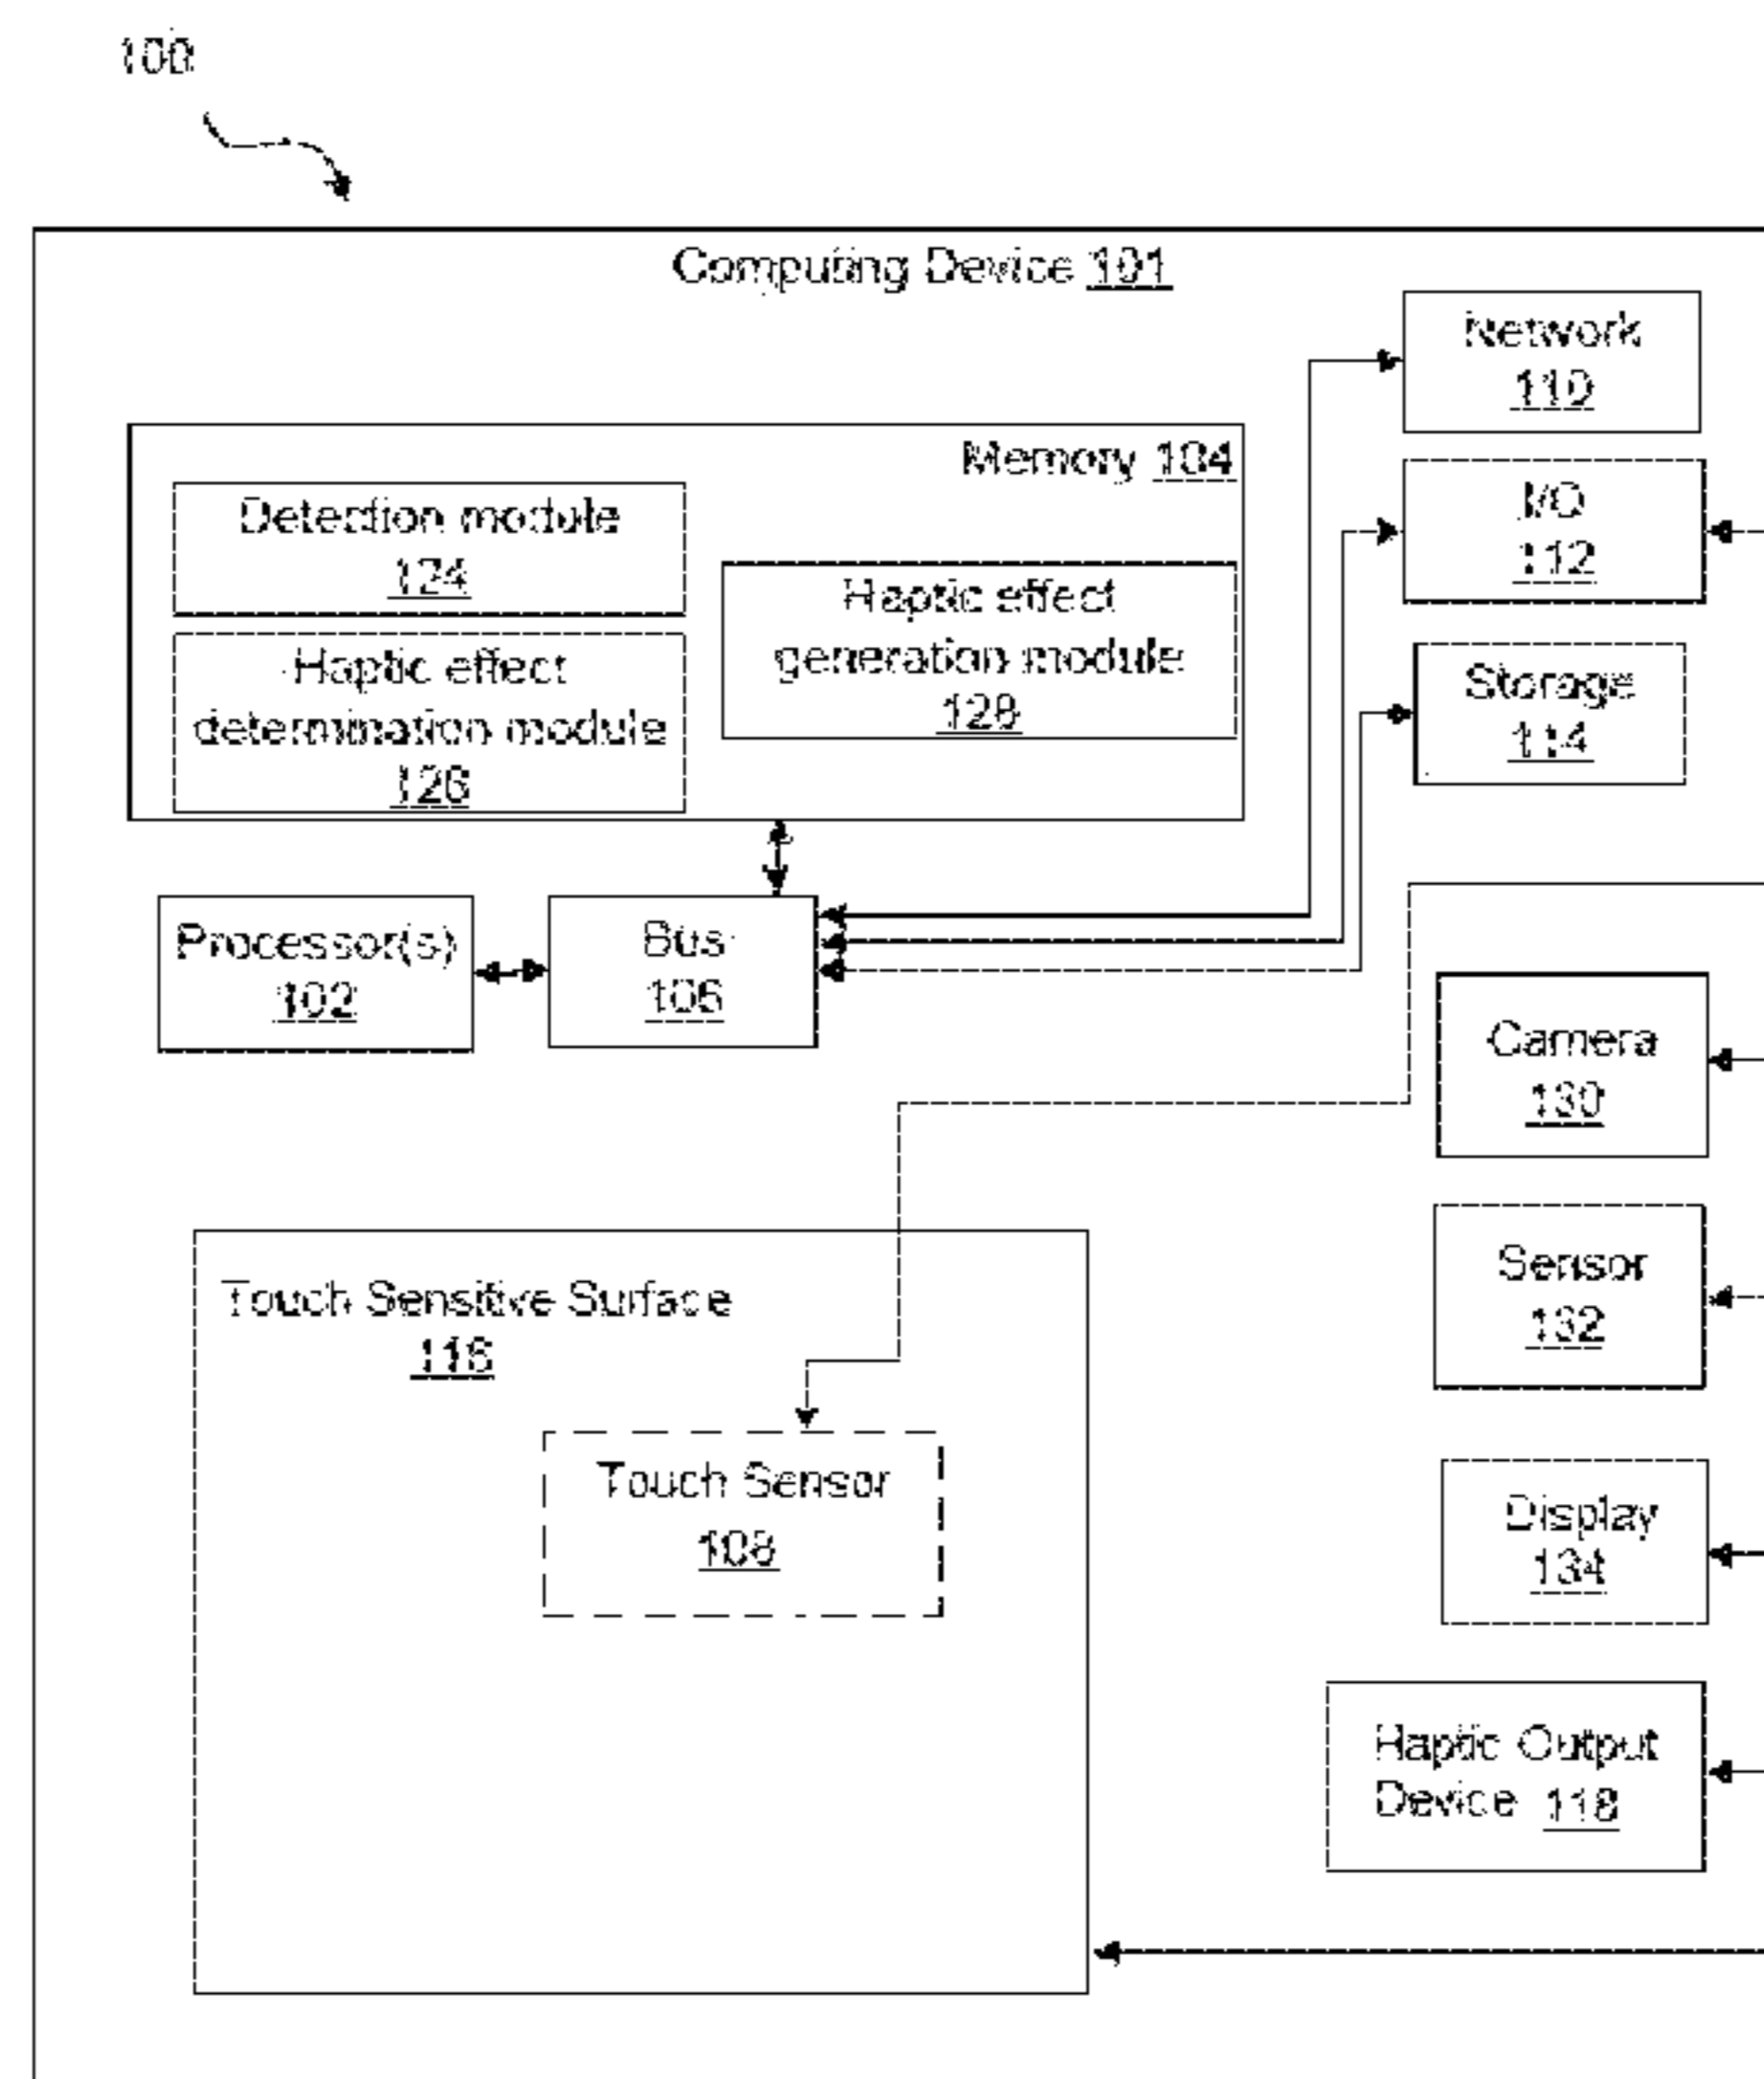 100
Computing Device 101
Network
110
Memory 104
I/O
112
Detection module
124
Haptic effect
generation module
128
Haptic effect
determination module
126
Storage
114
Processor(s)
102
Bus
106
Camera
130
Sensor
132
Touch Sensitive Surface
116
Touch Sensor
108
Display
134
Haptic Output
Device 118